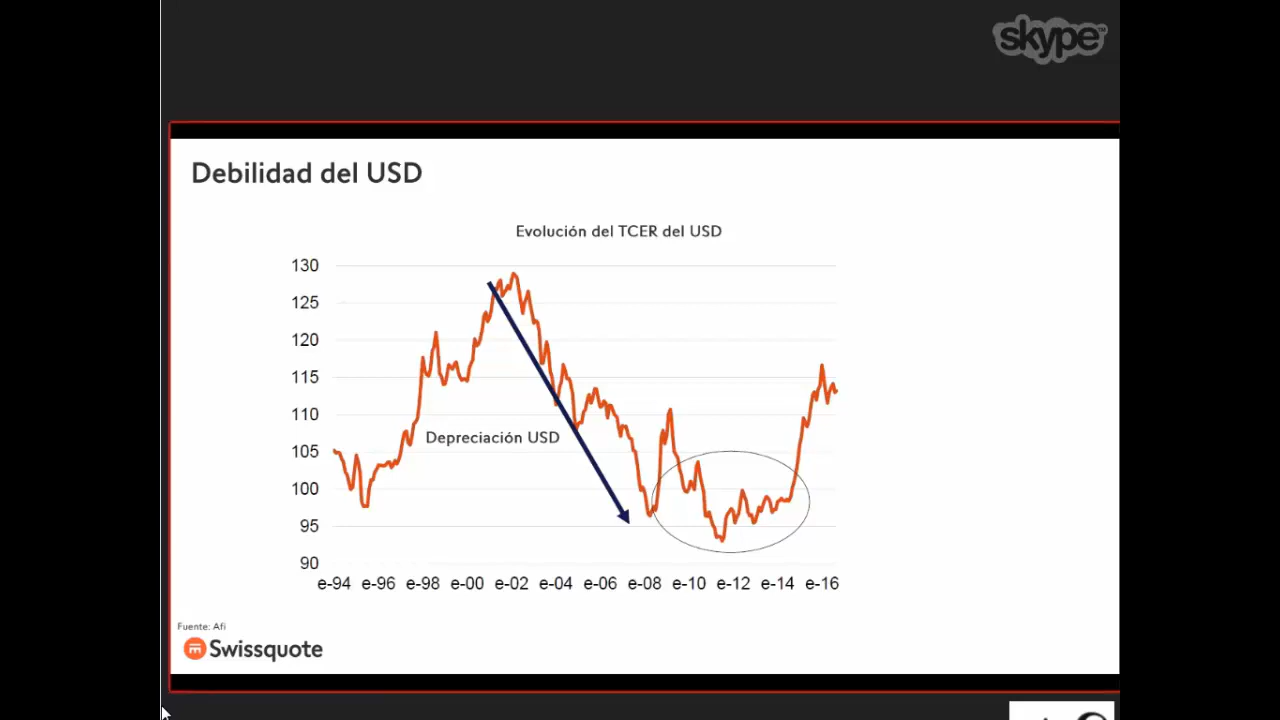 skype™
Debilidad del USD
Evolución del TCER del USD
130
125
120
115
110
105
100
95
90
Depreciación USD
e-94 e-96 e-98 e-00 e-02 e-04 e-06 e-08 e-10 e-12 e-14 e-16
Fuente: Afi
Swissquote